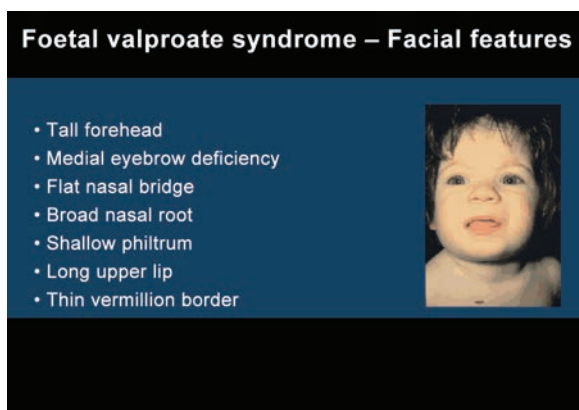 Foetal valproate syndrome – Facial features
• Tall forehead
• Medial eyebrow deficiency
• Flat nasal bridge
• Broad nasal root
• Shallow philtrum
• Long upper lip
• Thin vermillion border